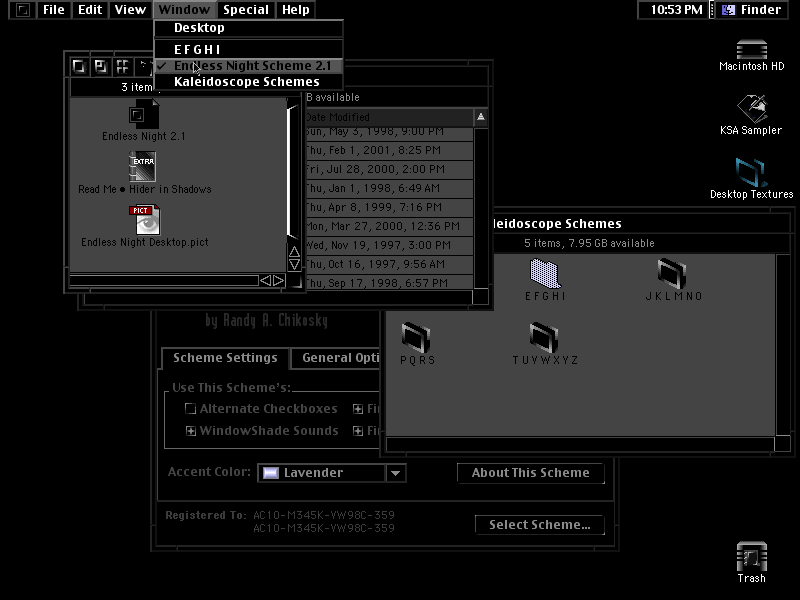 File Edit View Window Special Help
10:53 PM Finder
Desktop
E F G H I
Endless Night Scheme 2.1
Kaleidoscope Schemes
3 item
Endless Night 2.1
EXTRA
Read Me • Hider in Shadows
PICT
Endless Night Desktop.pict
B available
Date Modified
Sun, May 3, 1998, 9:00 PM
Thu, Feb 1, 2001, 8:25 PM
Fri, Jul 28, 2000, 2:00 PM
Thu, Jan 1, 1998, 6:49 AM
Thu, Apr 8, 1999, 7:16 PM
Mon, Mar 27, 2000, 12:36 PM
Wed, Nov 19, 1997, 3:00 PM
Thu, Oct 16, 1997, 9:56 AM
Thu, Sep 17, 1998, 6:57 PM
Macintosh HD
KSA Sampler
Desktop Textures
leidoscope Schemes
5 items, 7.95 GB available
E F G H I
J K L M N O
P Q R S
T U V W X Y Z
by Randy A. Chikosky
Scheme Settings
General Opti
Use This Scheme's:
Alternate Checkboxes
Fi
WindowShade Sounds
Fi
Accent Color:
Lavender
About This Scheme
Registered To:
AC10-M345K-YW98C-359
AC10-M345K-YW98C-359
Select Scheme...
Trash